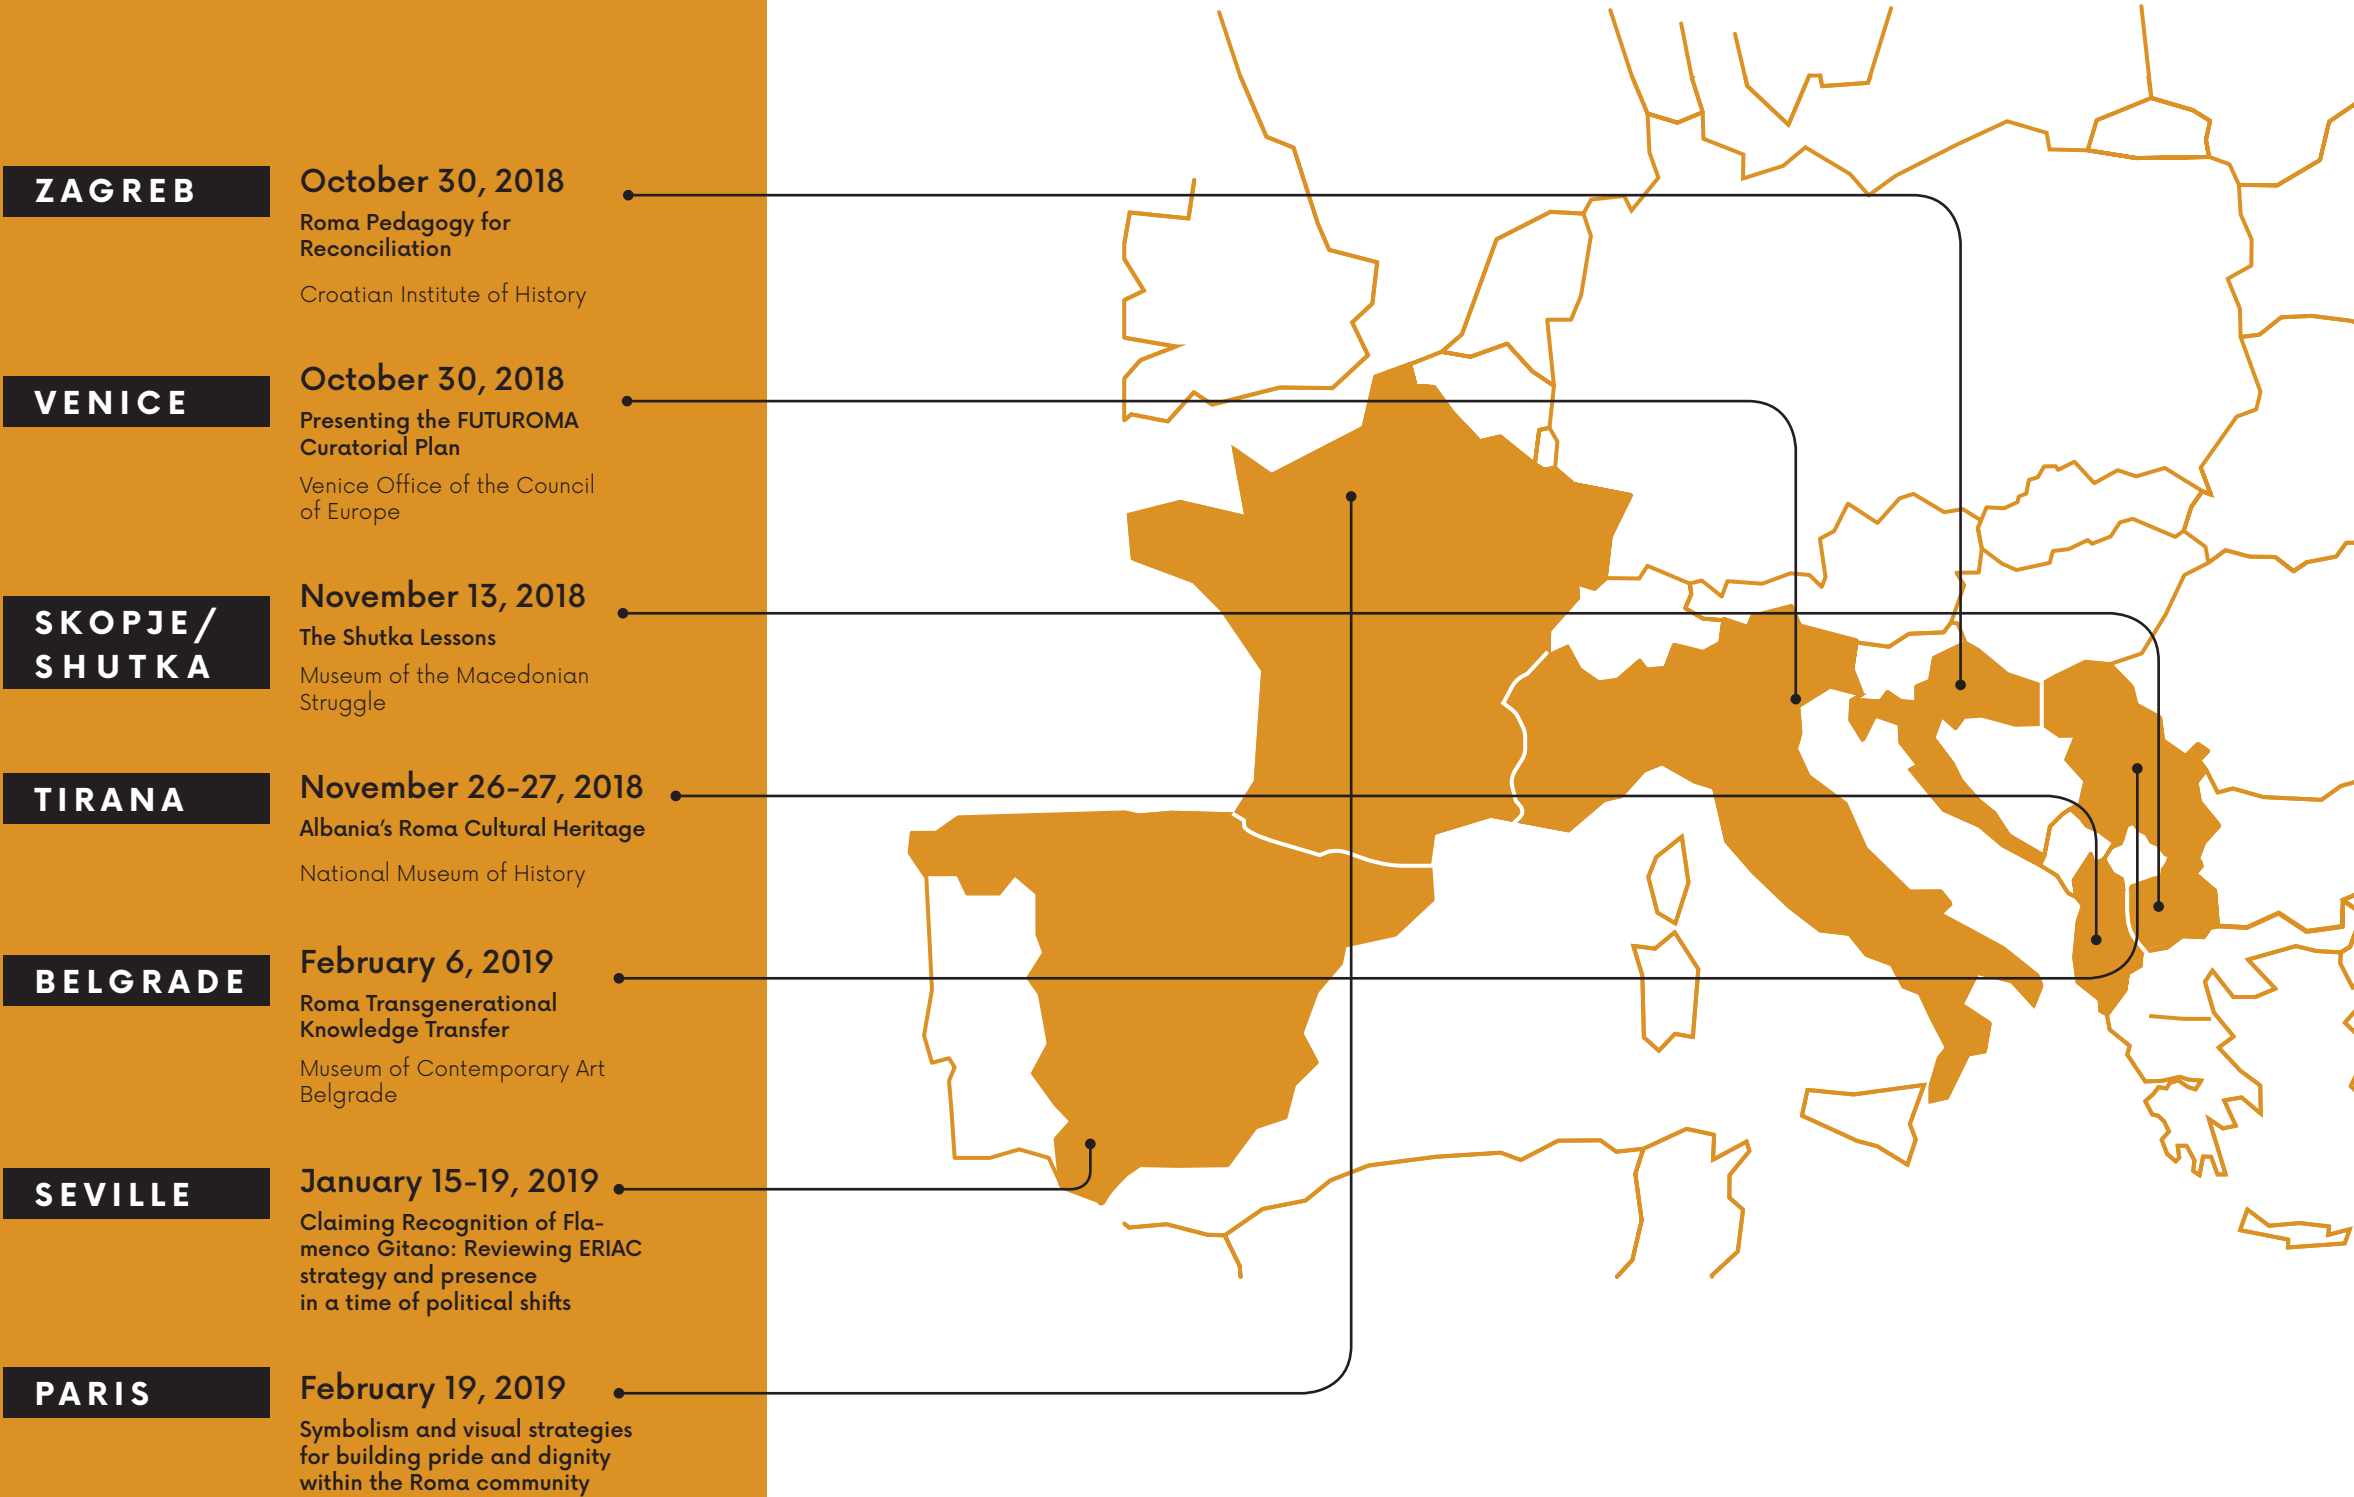 ZAGREB
October 30, 2018
Roma Pedagogy for
Reconciliation
Croatian Institute of History
VENICE
October 30, 2018
Presenting the FUTUROMA
Curatorial Plan
Venice Office of the Council
of Europe
SKOPJE/
SHUTKA
November 13, 2018
The Shutka Lessons
Museum of the Macedonian
Struggle
TIRANA
November 26-27, 2018
Albania’s Roma Cultural Heritage
National Museum of History
BELGRADE
February 6, 2019
Roma Transgenerational
Knowledge Transfer
Museum of Contemporary Art
Belgrade
SEVILLE
January 15-19, 2019
Claiming Recognition of Fla-
menco Gitano: Reviewing ERIAC
strategy and presence
in a time of political shifts
PARIS
February 19, 2019
Symbolism and visual strategies
for building pride and dignity
within the Roma community